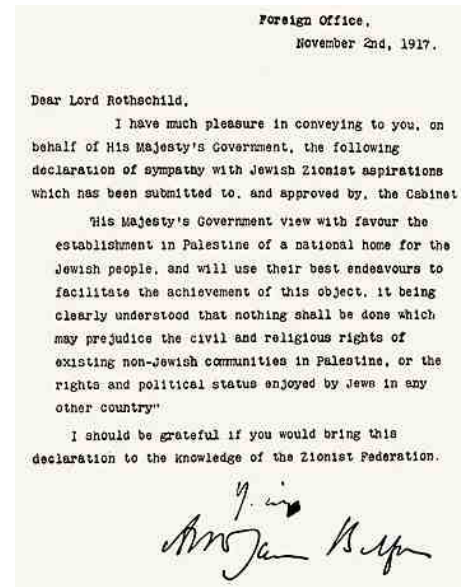 Foreign Office,
November 2nd, 1917.
Dear Lord Rothschild,
I have much pleasure in conveying to you, on
behalf of His Majesty's Government, the following
declaration of sympathy with Jewish Zionist aspirations
which has been submitted to, and approved by, the Cabinet
"His Majesty's Government view with favour the
establishment in Palestine of a national home for the
Jewish people, and will use their best endeavours to
facilitate the achievement of this object, it being
clearly understood that nothing shall be done which
may prejudice the civil and religious rights of
existing non-Jewish communities in Palestine, or the
rights and political status enjoyed by Jews in any
other country"
I should be grateful if you would bring this
declaration to the knowledge of the Zionist Federation.